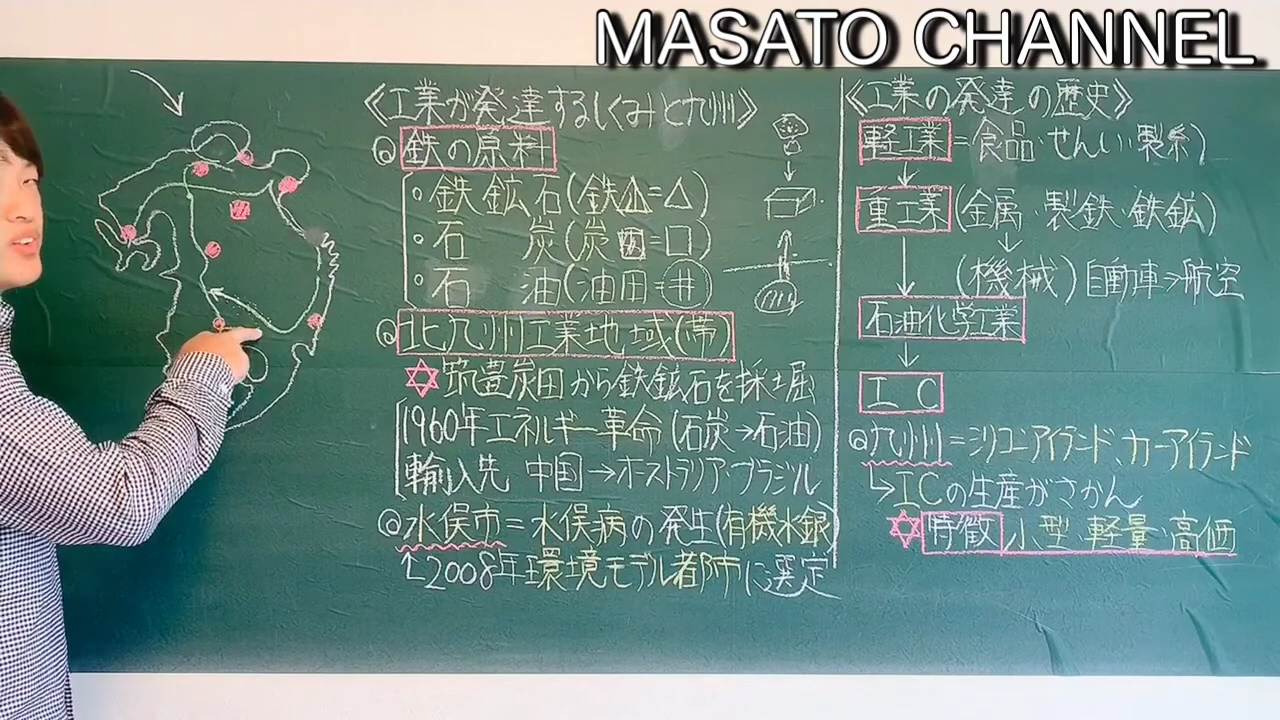 MASATO CHANNEL
《工業が発達するしくみと九州》
◎鉄の原料
・鉄鉱石(鉄山=△)
・石炭(炭田=□)
・石油(油田=井)
◎北九州工業地域(帯)
☆筑豊炭田から鉄鉱石を採掘
1960年エネルギー革命(石炭→石油)
輸入先 中国→オーストラリア・ブラジル
◎水俣市=水俣病の発生(有機水銀)
2008年環境モデル都市に選定
《工業の発達の歴史》
軽工業=食品・せんい・製糸)
↓
重工業(金属・製鉄・鉄鉱)
↓
(機械)自動車→航空
石油化学工業
↓
IC
◎九州=シリコンアイランド、カーアイランド
↳ICの生産がさかん
☆特徴 小型 軽量 高価